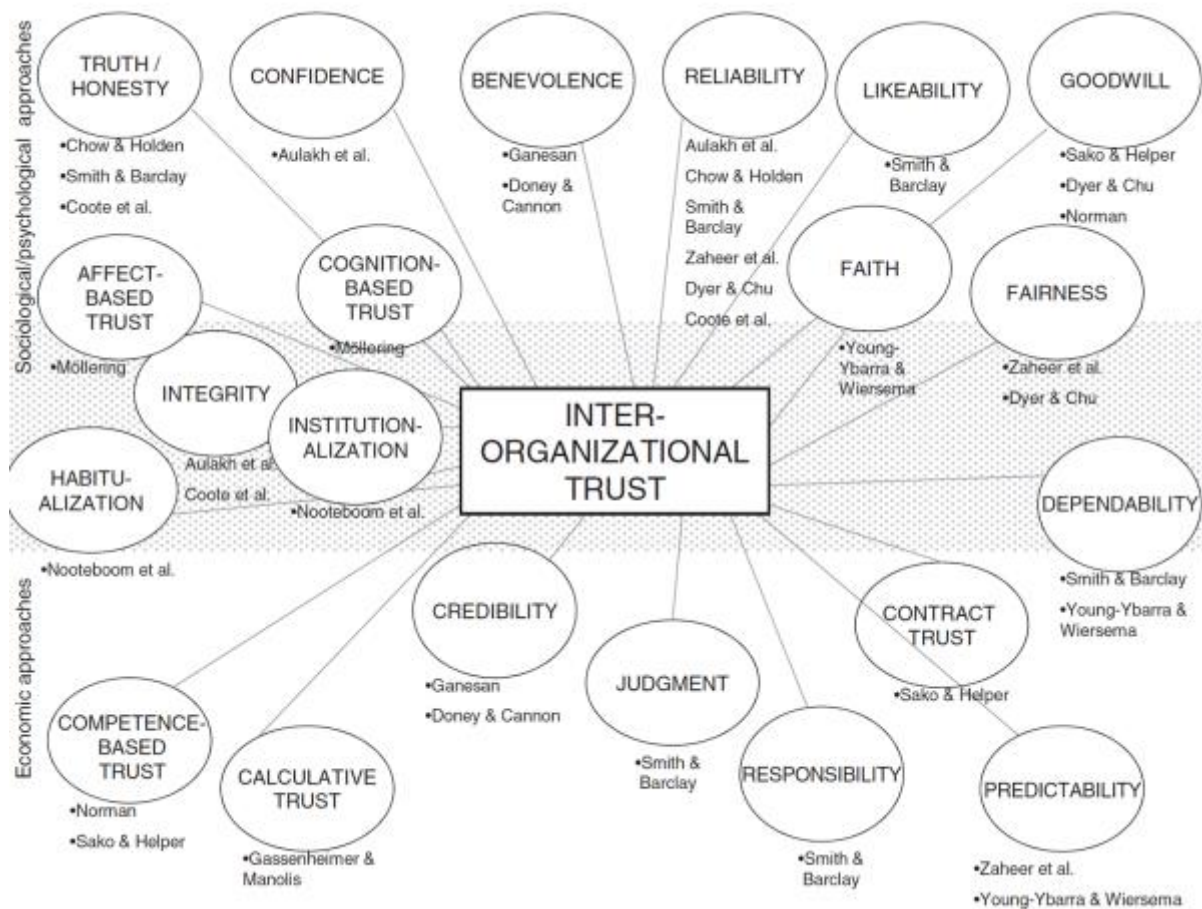 Sociological/psychological approaches
TRUTH /
HONESTY
•Chow & Holden
•Smith & Barclay
•Coote et al.
CONFIDENCE
•Aulakh et al.
BENEVOLENCE
•Ganesan
•Doney &
Cannon
RELIABILITY
Aulakh et al.
Chow & Holden
Smith &
Barclay
Zaheer et al.
Dyer & Chu
Coote et al.
LIKEABILITY
•Smith &
Barclay
GOODWILL
•Sako & Helper
•Dyer & Chu
•Norman
AFFECT-
BASED
TRUST
•Möllering
COGNITION-
BASED
TRUST
•Möllering
FAITH
•Young-
Ybarra &
Wiersema
FAIRNESS
•Zaheer et al.
•Dyer & Chu
INTEGRITY
Aulakh et al.
Coote et al.
INSTITUTION-
ALIZATION
•Nooteboom et al.
INTER-
ORGANIZATIONAL
TRUST
HABITU-
ALIZATION
•Nooteboom et al.
DEPENDABILITY
•Smith & Barclay
•Young-Ybarra &
Wiersema
Economic approaches
CREDIBILITY
•Ganesan
•Doney & Cannon
CONTRACT
TRUST
•Sako & Helper
JUDGMENT
•Smith &
Barclay
COMPETENCE-
BASED
TRUST
•Norman
•Sako & Helper
CALCULATIVE
TRUST
•Gassenheimer &
Manolis
RESPONSIBILITY
•Smith &
Barclay
PREDICTABILITY
•Zaheer et al.
•Young-Ybarra & Wiersema